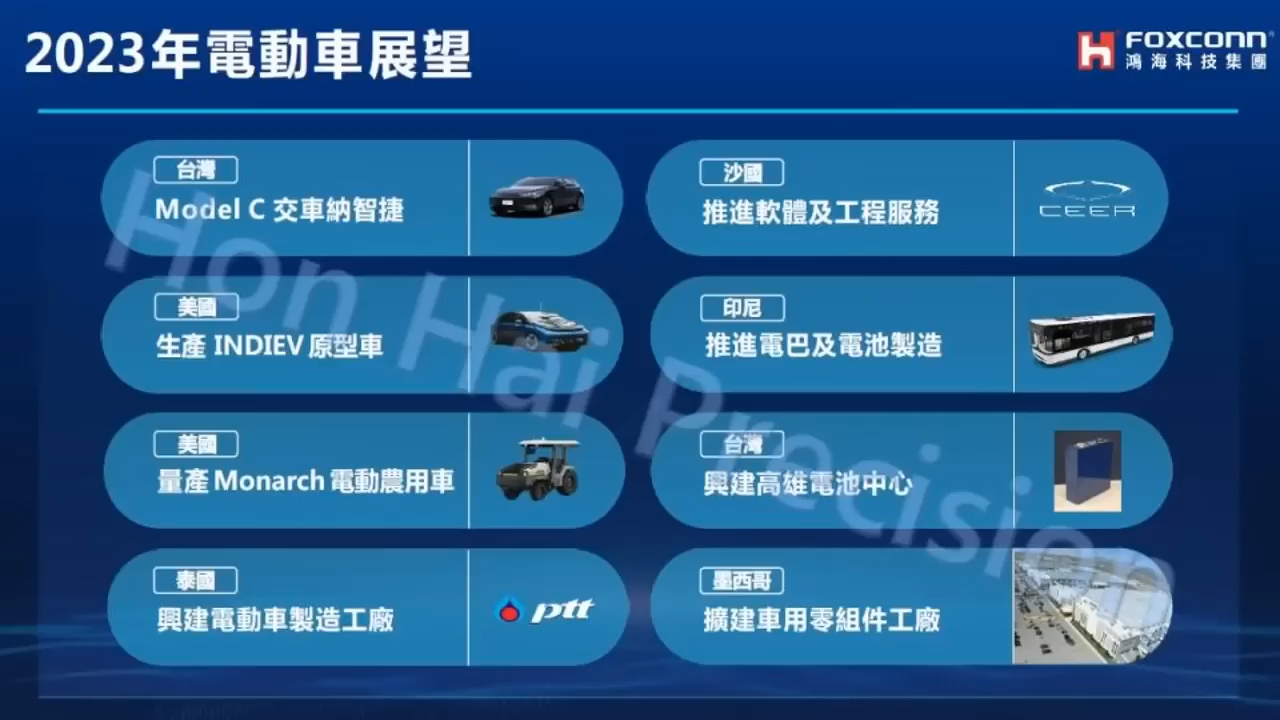 2023年電動車展望
FOXCONN
鴻海科技集團
台灣
Model C 交車納智捷
沙國
推進軟體及工程服務
CEER
美國
生產 INDIEV 原型車
印尼
推進電巴及電池製造
美國
量產 Monarch 電動農用車
台灣
興建高雄電池中心
泰國
興建電動車製造工廠
ptt
墨西哥
擴建車用零組件工廠
Hon Hai Precision